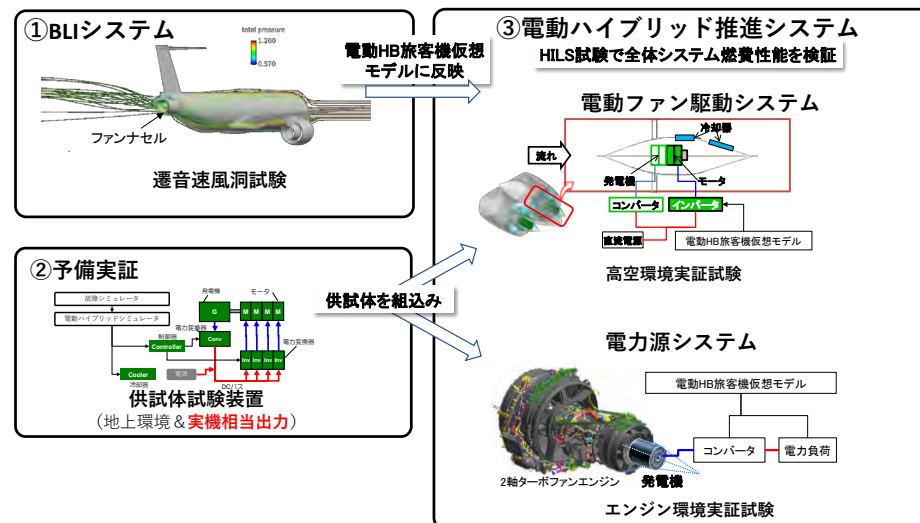 ①BLIシステム
total pressure
1.200
0.570
ファンナセル
遷音速風洞試験
電動HB旅客機仮想
モデルに反映
②予備実証
故障シミュレータ
電動ハイブリッドシミュレータ
発電機
G
モータ
M M M M
電力変換器
Conv
制御器
Controller
電力変換器
Inv Inv Inv Inv
Cooler
冷却器
電源
DCバス
供試体試験装置
(地上環境&実機相当出力)
供試体を組込み
③電動ハイブリッド推進システム
HILS試験で全体システム燃費性能を検証
電動ファン駆動システム
冷却器
流れ
発電機
モータ
コンバータ
インバータ
直流電源
電動HB旅客機仮想モデル
高空環境実証試験
電力源システム
電動HB旅客機仮想モデル
コンバータ
電力負荷
発電機
2軸ターボファンエンジン
エンジン環境実証試験